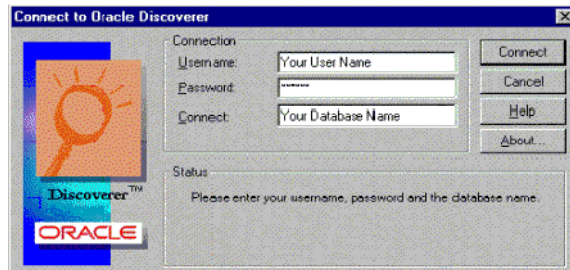 Connect to Oracle Discoverer
Connection
Username: Your User Name
Password: ******
Connect: Your Database Name
Connect
Cancel
Help
About...
Discoverer™
ORACLE
Status
Please enter your username, password and the database name.